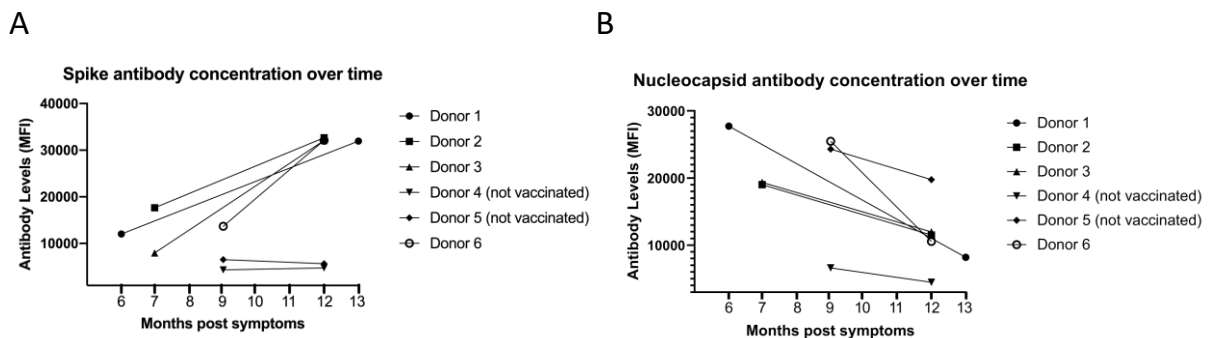 A
Spike antibody concentration over time
Antibody Levels (MFI)
40000
30000
20000
10000
6 7 8 9 10 11 12 13
Months post symptoms
Donor 1
Donor 2
Donor 3
Donor 4 (not vaccinated)
Donor 5 (not vaccinated)
Donor 6
B
Nucleocapsid antibody concentration over time
Antibody Levels (MFI)
30000
20000
10000
6 7 8 9 10 11 12 13
Months post symptoms
Donor 1
Donor 2
Donor 3
Donor 4 (not vaccinated)
Donor 5 (not vaccinated)
Donor 6